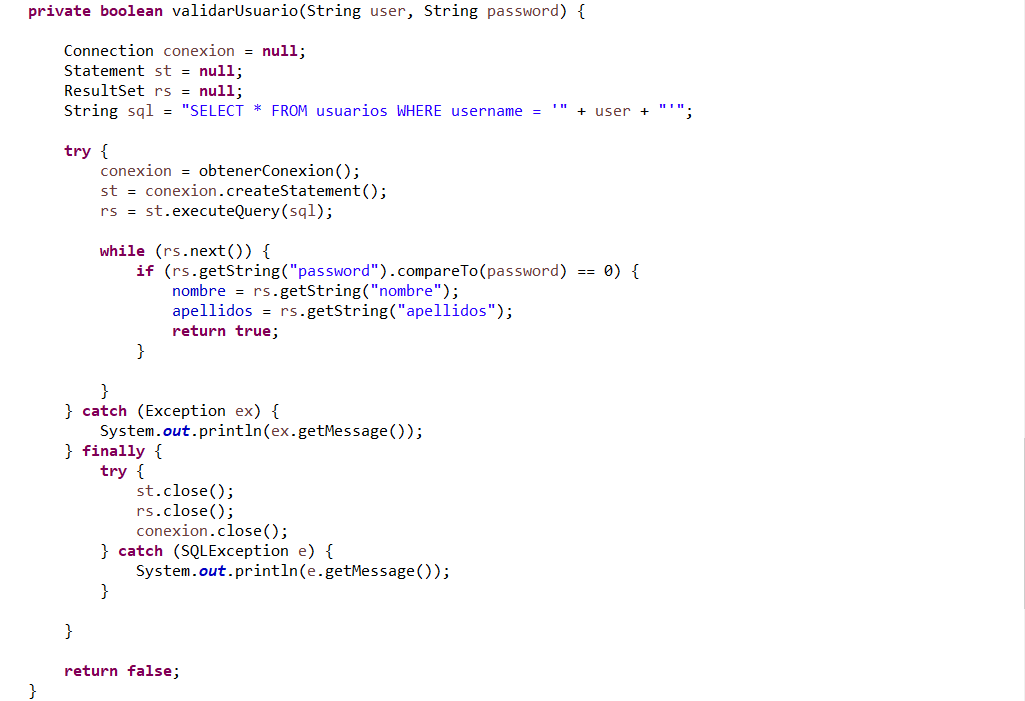 private boolean validarUsuario(String user, String password) {
Connection conexion = null;
Statement st = null;
ResultSet rs = null;
String sql = "SELECT * FROM usuarios WHERE username = '" + user + "'";
try {
conexion = obtenerConexion();
st = conexion.createStatement();
rs = st.executeQuery(sql);
while (rs.next()) {
if (rs.getString("password").compareTo(password) == 0) {
nombre = rs.getString("nombre");
apellidos = rs.getString("apellidos");
return true;
}
}
} catch (Exception ex) {
System.out.println(ex.getMessage());
} finally {
try {
st.close();
rs.close();
conexion.close();
} catch (SQLException e) {
System.out.println(e.getMessage());
}
}
return false;
}